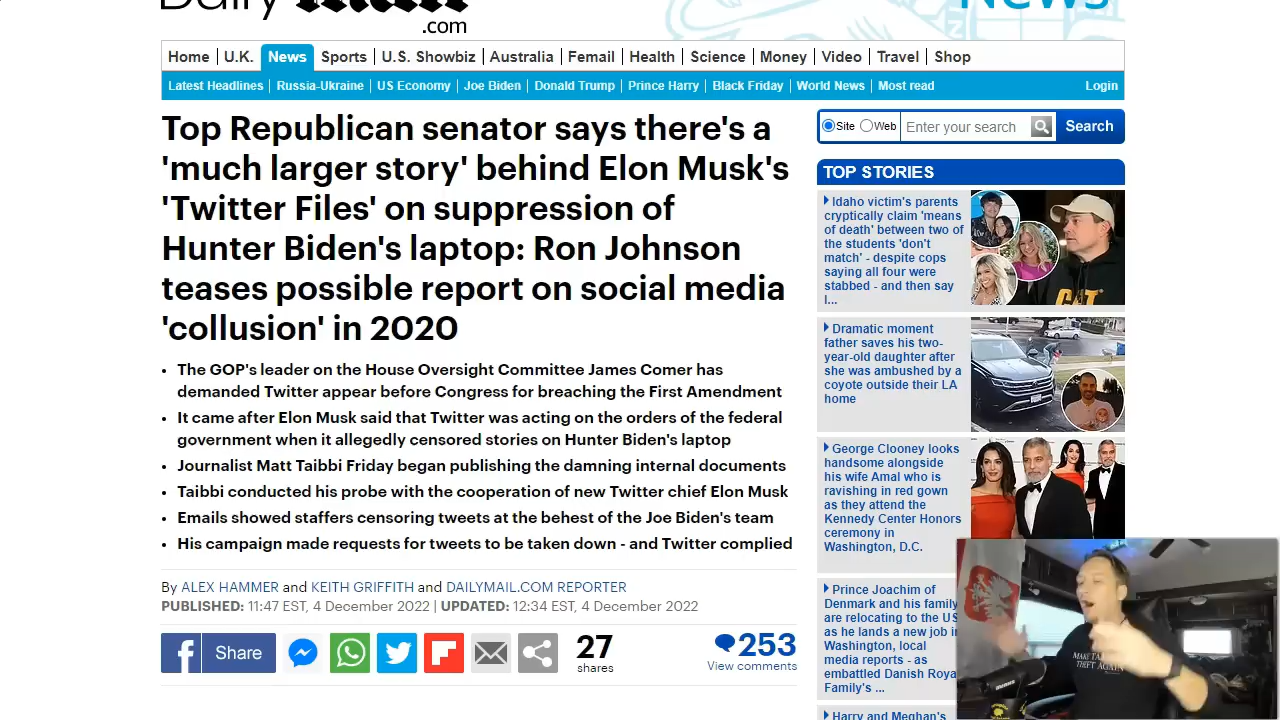 Daily Mail
.com
News
Home U.K. News Sports U.S. Showbiz Australia Femail Health Science Money Video Travel Shop
Latest Headlines Russia-Ukraine US Economy Joe Biden Donald Trump Prince Harry Black Friday World News Most read Login
Top Republican senator says there's a
'much larger story' behind Elon Musk's
'Twitter Files' on suppression of
Hunter Biden's laptop: Ron Johnson
teases possible report on social media
'collusion' in 2020
• The GOP's leader on the House Oversight Committee James Comer has
demanded Twitter appear before Congress for breaching the First Amendment
• It came after Elon Musk said that Twitter was acting on the orders of the federal
government when it allegedly censored stories on Hunter Biden's laptop
• Journalist Matt Taibbi Friday began publishing the damning internal documents
• Taibbi conducted his probe with the cooperation of new Twitter chief Elon Musk
• Emails showed staffers censoring tweets at the behest of the Joe Biden's team
• His campaign made requests for tweets to be taken down - and Twitter complied
By ALEX HAMMER and KEITH GRIFFITH and DAILYMAIL.COM REPORTER
PUBLISHED: 11:47 EST, 4 December 2022 | UPDATED: 12:34 EST, 4 December 2022
Share
27
shares
253
View comments
Site Web Enter your search Search
TOP STORIES
Idaho victim's parents
cryptically claim 'means
of death' between two of
the students 'don't
match' - despite cops
saying all four were
stabbed - and then say
I...
CAT
Dramatic moment
father saves his two-
year-old daughter after
she was ambushed by a
coyote outside their LA
home
George Clooney looks
handsome alongside
his wife Amal who is
ravishing in red gown
as they attend the
Kennedy Center Honors
ceremony in
Washington, D.C.
Prince Joachim of
Denmark and his family
are relocating to the US
as he lands a new job in
Washington, local
media reports - as
embattled Danish Royal
Family's ...
Harry and Meghan's
THEFT AGAIN